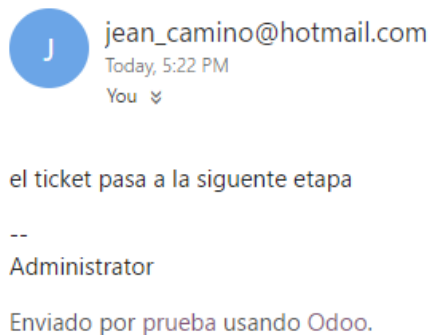 J
jean_camino@hotmail.com
Today, 5:22 PM
You
el ticket pasa a la siguente etapa
--
Administrator
Enviado por prueba usando Odoo.